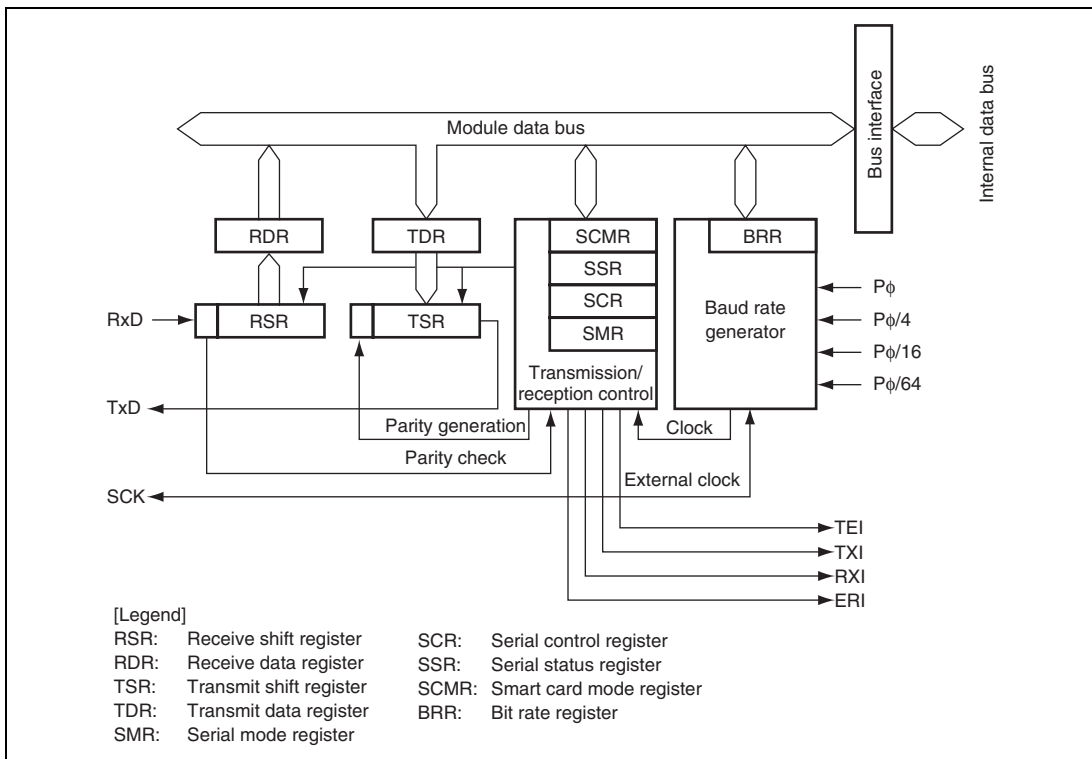 Module data bus
Bus interface
Internal data bus
RDR
TDR
SCMR
BRR
SSR
SCR
SMR
RxD
RSR
TSR
Baud rate
generator
Pϕ
Pϕ/4
Pϕ/16
Pϕ/64
Transmission/
reception control
TxD
Parity generation
Clock
Parity check
SCK
External clock
TEI
TXI
RXI
ERI
[Legend]
RSR: Receive shift register
RDR: Receive data register
TSR: Transmit shift register
TDR: Transmit data register
SMR: Serial mode register
SCR: Serial control register
SSR: Serial status register
SCMR: Smart card mode register
BRR: Bit rate register